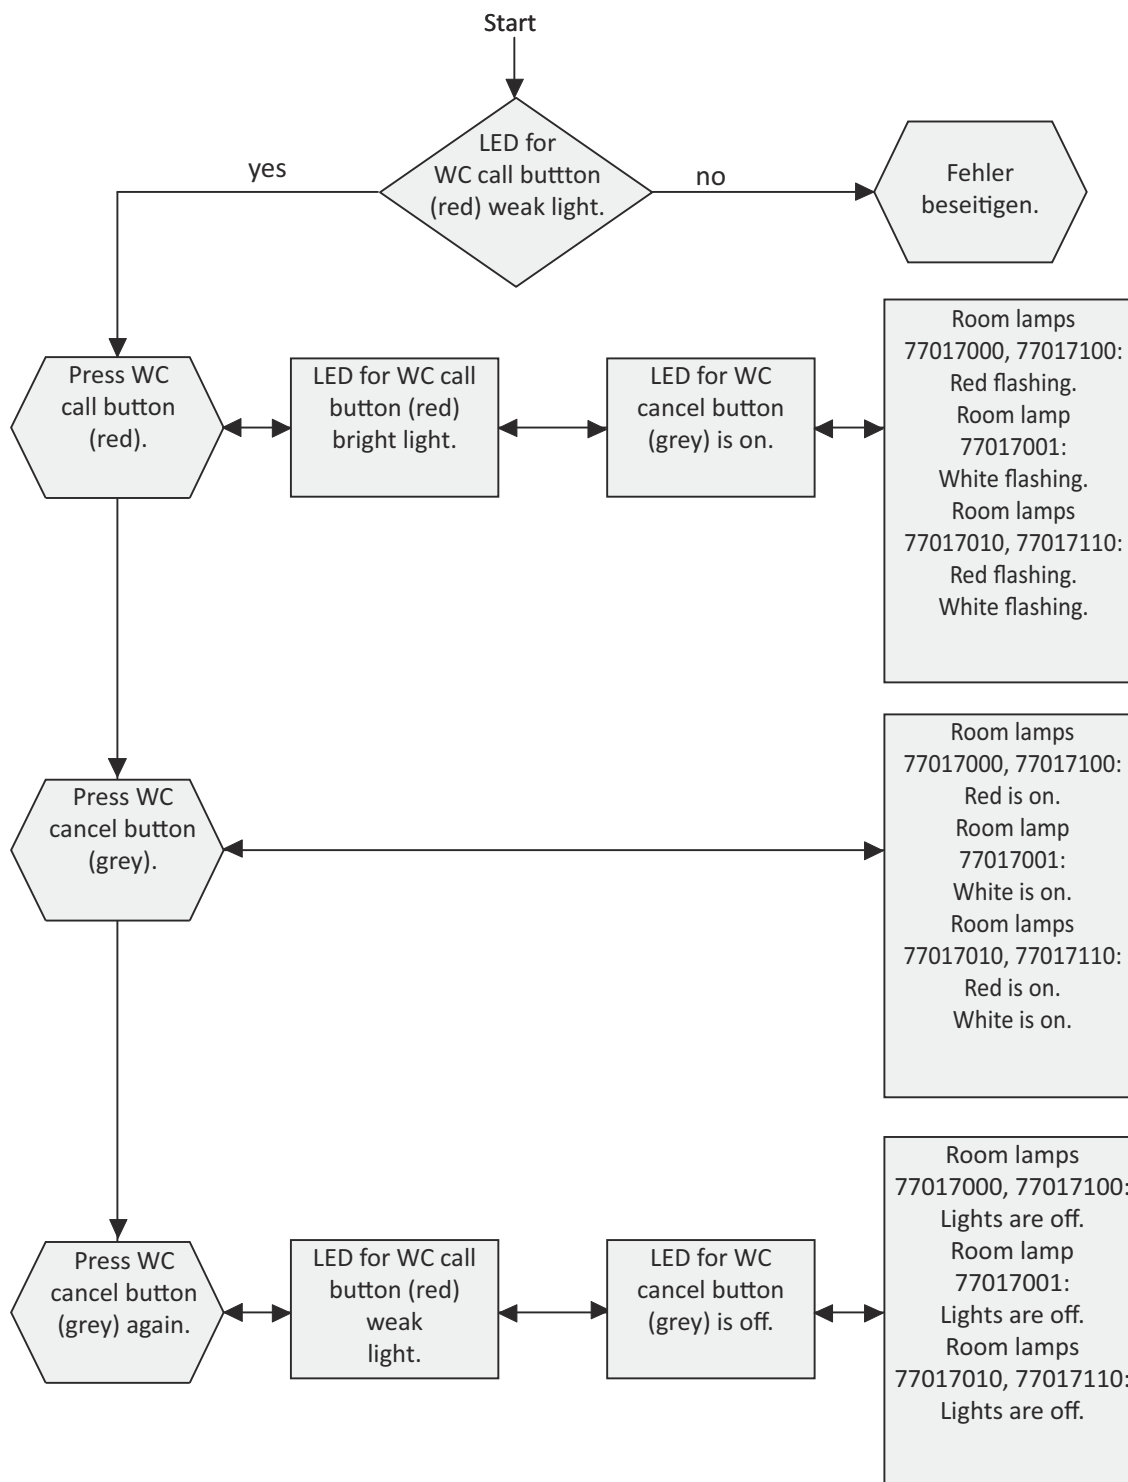 Start
LED for
WC call buttton
(red) weak light.
yes
no
Fehler
beseitigen.
Press WC
call button
(red).
LED for WC call
button (red)
bright light.
LED for WC
cancel button
(grey) is on.
Room lamps
77017000, 77017100:
Red flashing.
Room lamp
77017001:
White flashing.
Room lamps
77017010, 77017110:
Red flashing.
White flashing.
Press WC
cancel button
(grey).
Room lamps
77017000, 77017100:
Red is on.
Room lamp
77017001:
White is on.
Room lamps
77017010, 77017110:
Red is on.
White is on.
Press WC
cancel button
(grey) again.
LED for WC call
button (red)
weak
light.
LED for WC
cancel button
(grey) is off.
Room lamps
77017000, 77017100:
Lights are off.
Room lamp
77017001:
Lights are off.
Room lamps
77017010, 77017110:
Lights are off.